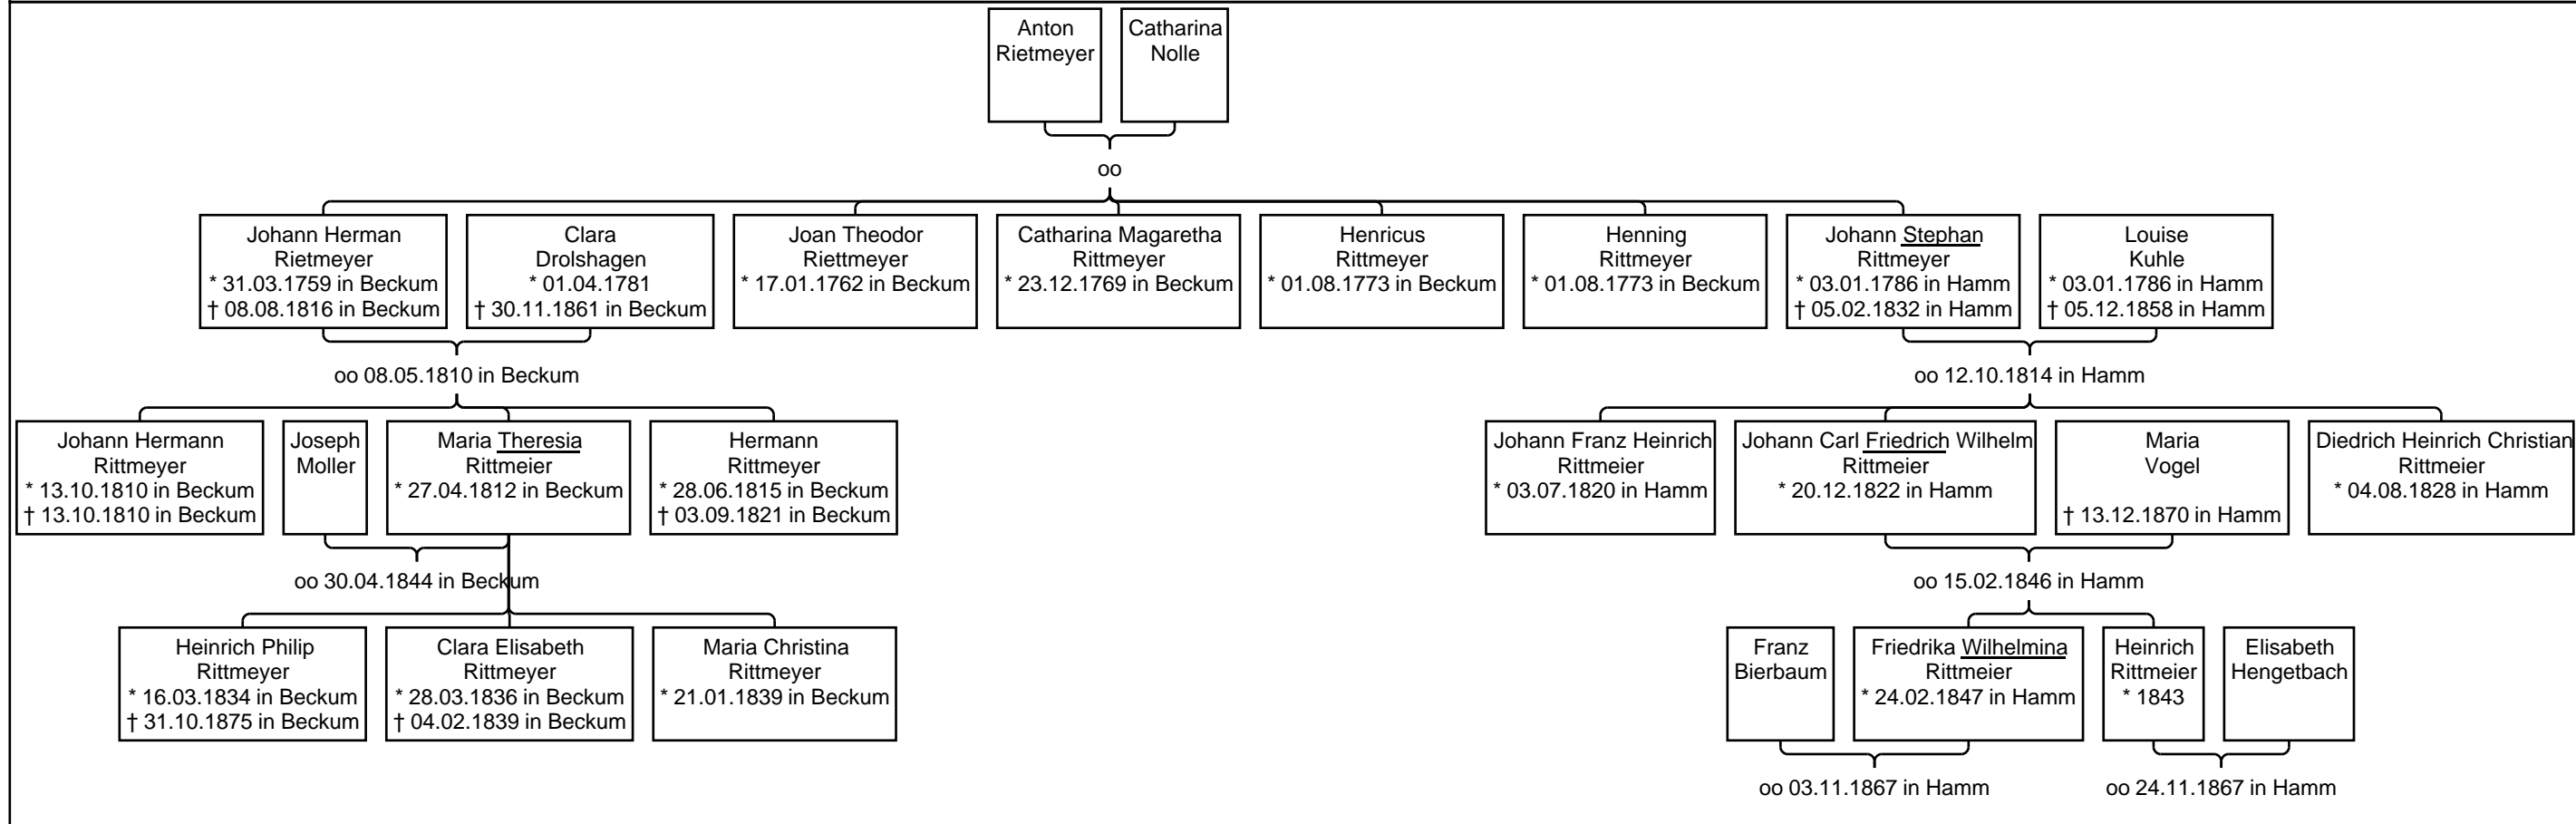 Anton
Rietmeyer
Catharina
Nolle
oo
Johann Herman
Rietmeyer
* 31.03.1759 in Beckum
† 08.08.1816 in Beckum
Clara
Drolshagen
* 01.04.1781
† 30.11.1861 in Beckum
Joan Theodor
Riettmeyer
* 17.01.1762 in Beckum
Catharina Magaretha
Rittmeyer
* 23.12.1769 in Beckum
Henricus
Rittmeyer
* 01.08.1773 in Beckum
Henning
Rittmeyer
* 01.08.1773 in Beckum
Johann Stephan
Rittmeyer
* 03.01.1786 in Hamm
† 05.02.1832 in Hamm
Louise
Kuhle
* 03.01.1786 in Hamm
† 05.12.1858 in Hamm
oo 08.05.1810 in Beckum
oo 12.10.1814 in Hamm
Johann Hermann
Rittmeyer
* 13.10.1810 in Beckum
† 13.10.1810 in Beckum
Joseph
Moller
Maria Theresia
Rittmeier
* 27.04.1812 in Beckum
Hermann
Rittmeyer
* 28.06.1815 in Beckum
† 03.09.1821 in Beckum
Johann Franz Heinrich
Rittmeier
* 03.07.1820 in Hamm
Johann Carl Friedrich Wilhelm
Rittmeier
* 20.12.1822 in Hamm
Maria
Vogel
† 13.12.1870 in Hamm
Diedrich Heinrich Christian
Rittmeier
* 04.08.1828 in Hamm
oo 30.04.1844 in Beckum
oo 15.02.1846 in Hamm
Heinrich Philip
Rittmeyer
* 16.03.1834 in Beckum
† 31.10.1875 in Beckum
Clara Elisabeth
Rittmeyer
* 28.03.1836 in Beckum
† 04.02.1839 in Beckum
Maria Christina
Rittmeyer
* 21.01.1839 in Beckum
Franz
Bierbaum
Friedrika Wilhelmina
Rittmeier
* 24.02.1847 in Hamm
Heinrich
Rittmeier
* 1843
Elisabeth
Hengetbach
oo 03.11.1867 in Hamm
oo 24.11.1867 in Hamm